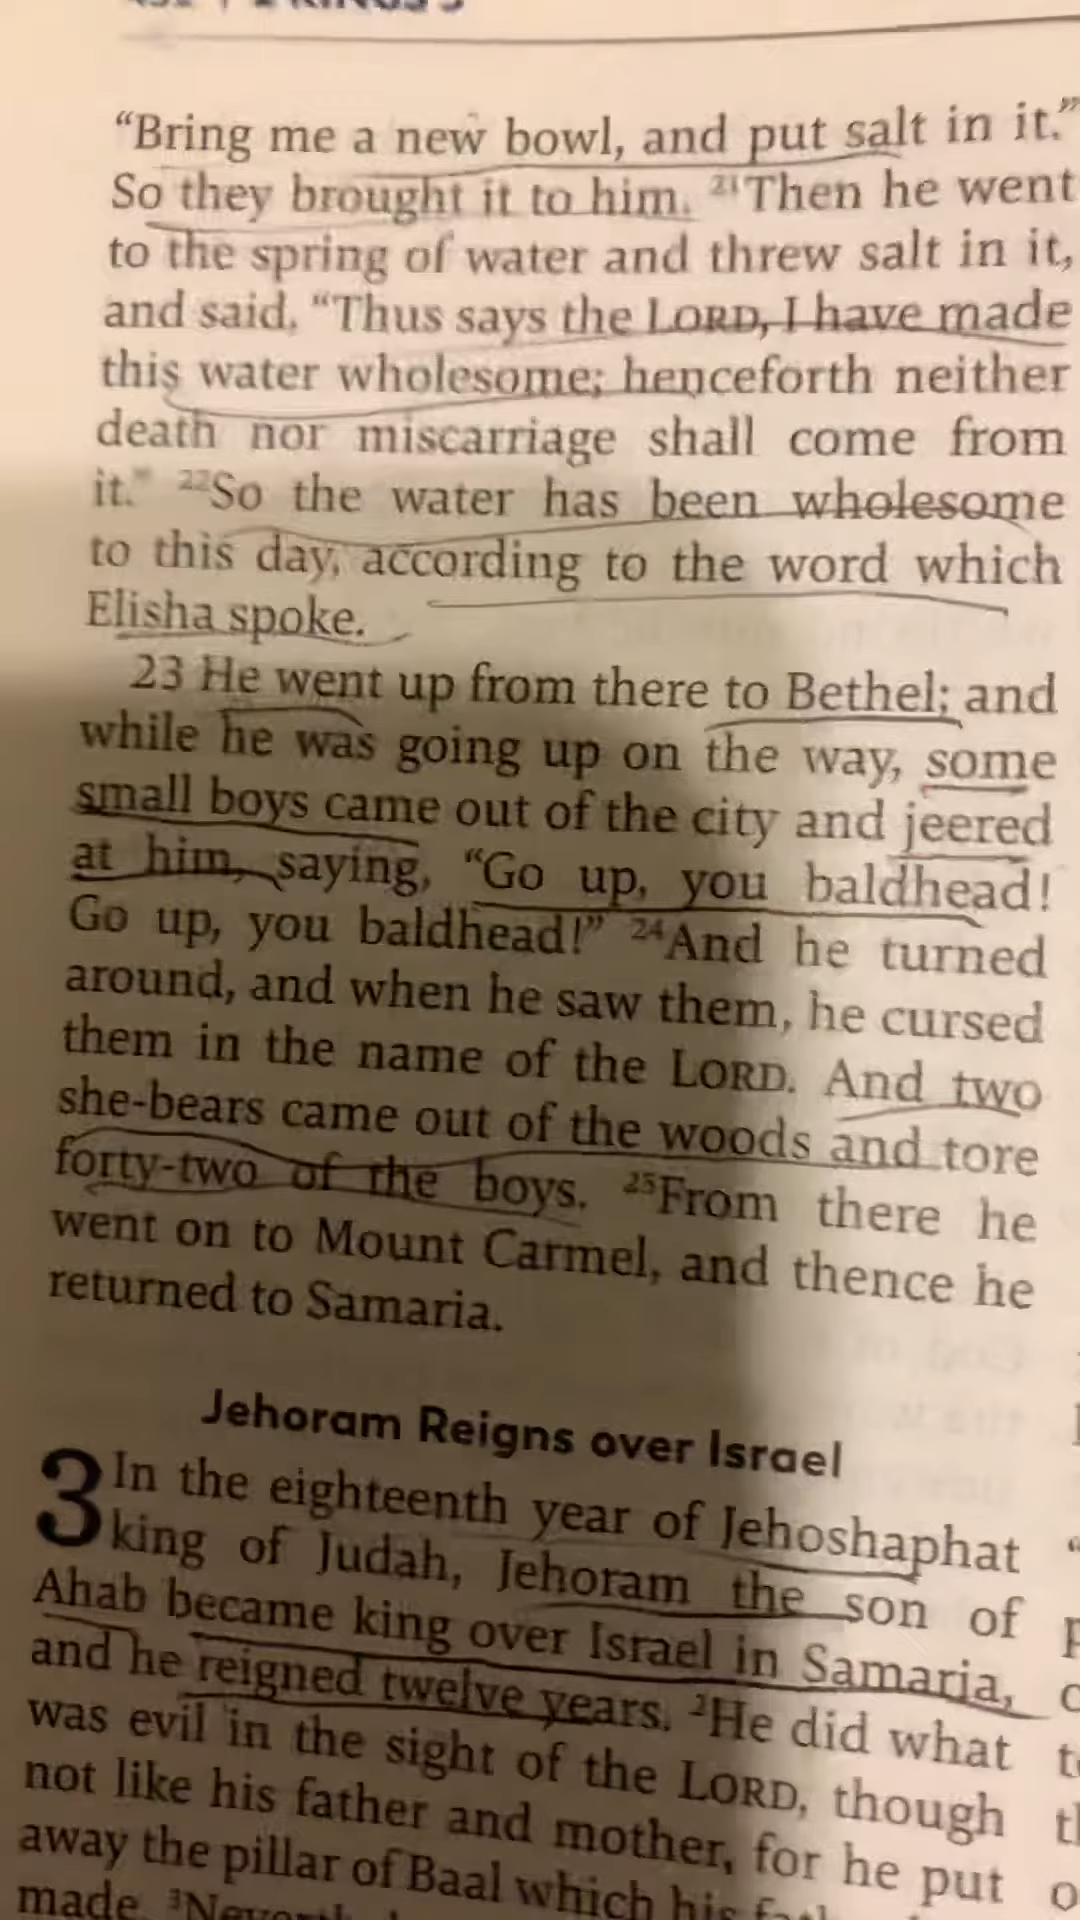 2 KINGS 3
“Bring me a new bowl, and put salt in it.”
So they brought it to him. ²¹Then he went
to the spring of water and threw salt in it,
and said, “Thus says the LORD, I have made
this water wholesome; henceforth neither
death nor miscarriage shall come from
it.” ²²So the water has been wholesome
to this day, according to the word which
Elisha spoke.
23 He went up from there to Bethel; and
while he was going up on the way, some
small boys came out of the city and jeered
at him, saying, “Go up, you baldhead!
Go up, you baldhead!” ²⁴And he turned
around, and when he saw them, he cursed
them in the name of the LORD. And two
she-bears came out of the woods and tore
forty-two of the boys. ²⁵From there he
went on to Mount Carmel, and thence he
returned to Samaria.
Jehoram Reigns over Israel
3 In the eighteenth year of Jehoshaphat
king of Judah, Jehoram the son of
Ahab became king over Israel in Samaria,
and he reigned twelve years. ²He did what
was evil in the sight of the LORD, though
not like his father and mother, for he put
away the pillar of Baal which his
made. ³